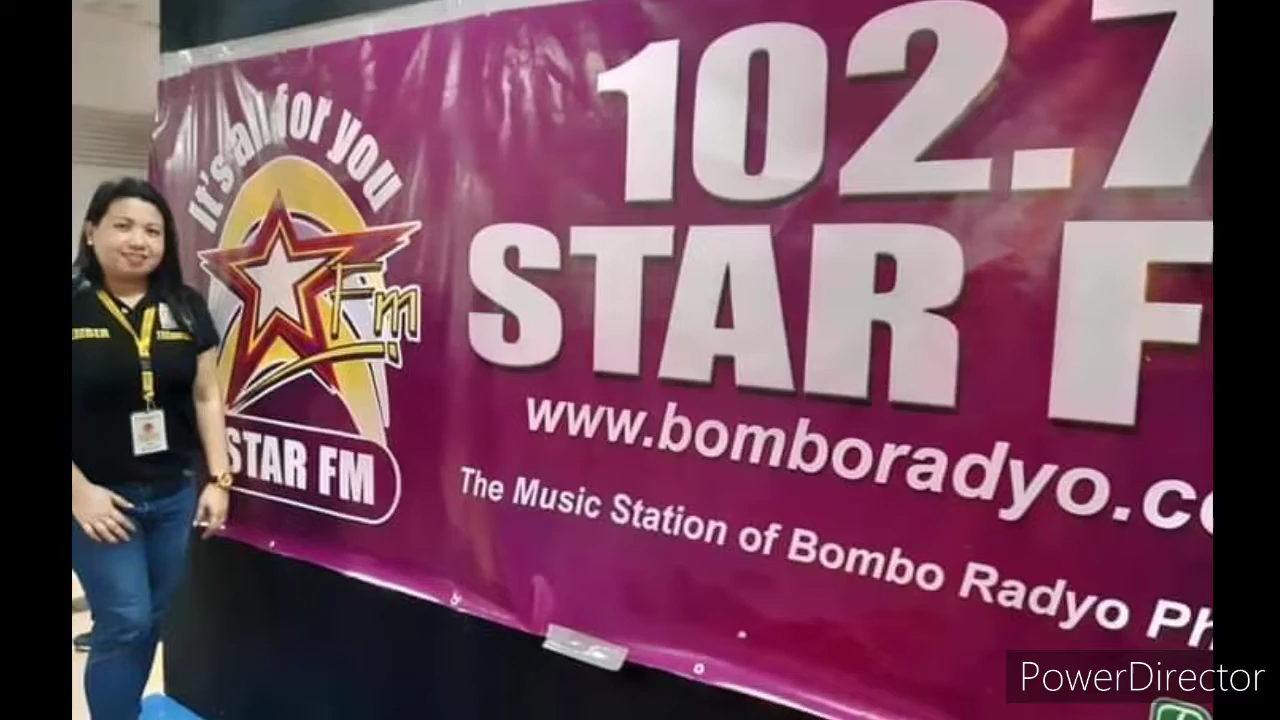 It's all for you
Fm
STAR FM
102.7
STAR F
www.bomboradyo.c
The Music Station of Bombo Radyo Ph
PowerDirector